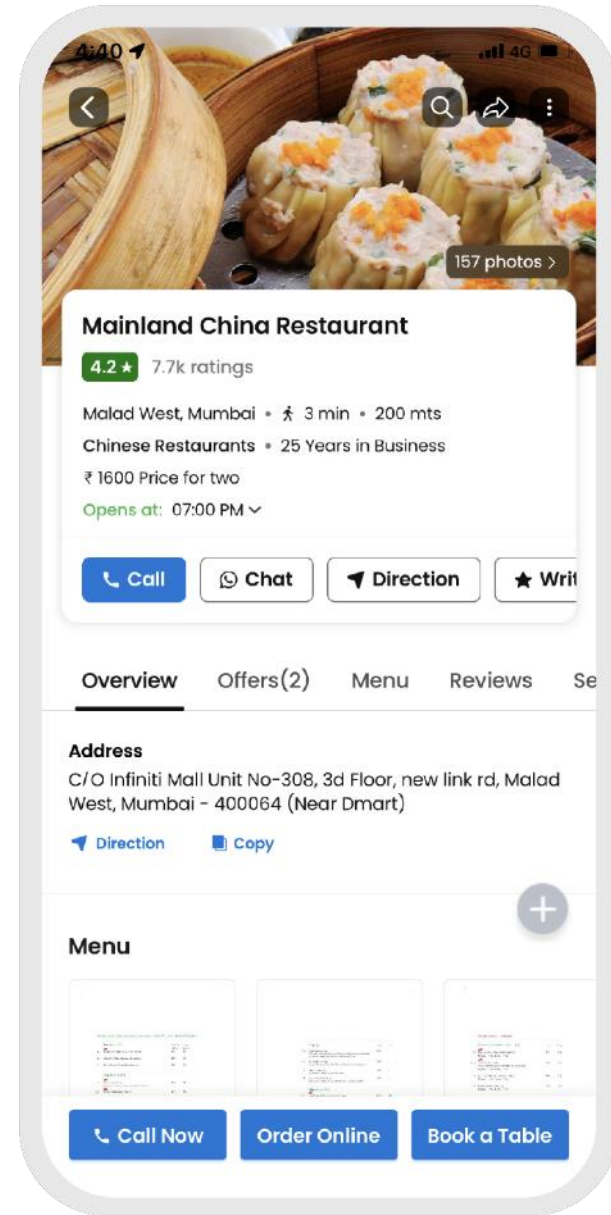 4:40
4G
157 photos >
Mainland China Restaurant
4.2 ★ 7.7k ratings
Malad West, Mumbai • 3 min • 200 mts
Chinese Restaurants • 25 Years in Business
₹ 1600 Price for two
Opens at: 07:00 PM
Call Chat Direction Writ
Overview Offers(2) Menu Reviews Se
Address
C/O Infiniti Mall Unit No-308, 3d Floor, new link rd, Malad
West, Mumbai - 400064 (Near Dmart)
Direction Copy
Menu
Call Now Order Online Book a Table